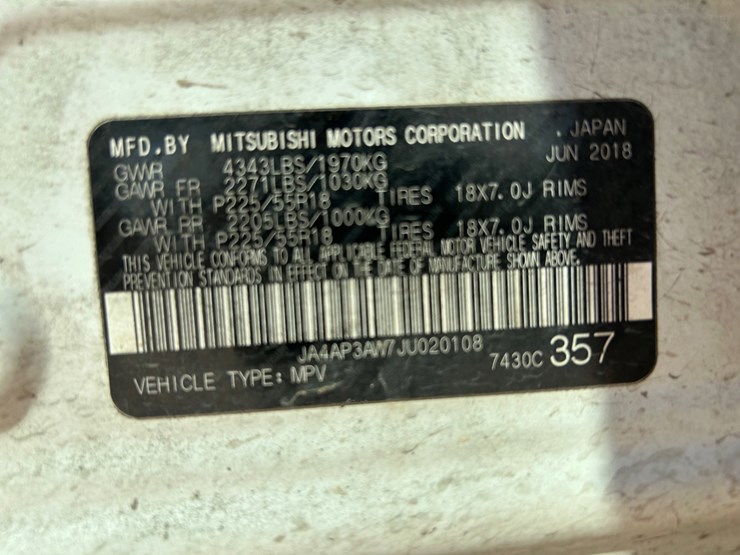 MFD.BY MITSUBISHI MOTORS CORPORATION . JAPAN
JUN 2018
GVWR 4343LBS/1970KG
GAWR FR 2271LBS/1030KG
WITH P225/55R18 TIRES 18X7.0J RIMS
GAWR RR 2205LBS/1000KG
WITH P225/55R18 TIRES 18X7.0J RIMS
THIS VEHICLE CONFORMS TO ALL APPLICABLE FEDERAL MOTOR VEHICLE SAFETY AND THEFT
PREVENTION STANDARDS IN EFFECT ON THE DATE OF MANUFACTURE SHOWN ABOVE.
JA4AP3AW7JU020108
VEHICLE TYPE: MPV 7430C 357